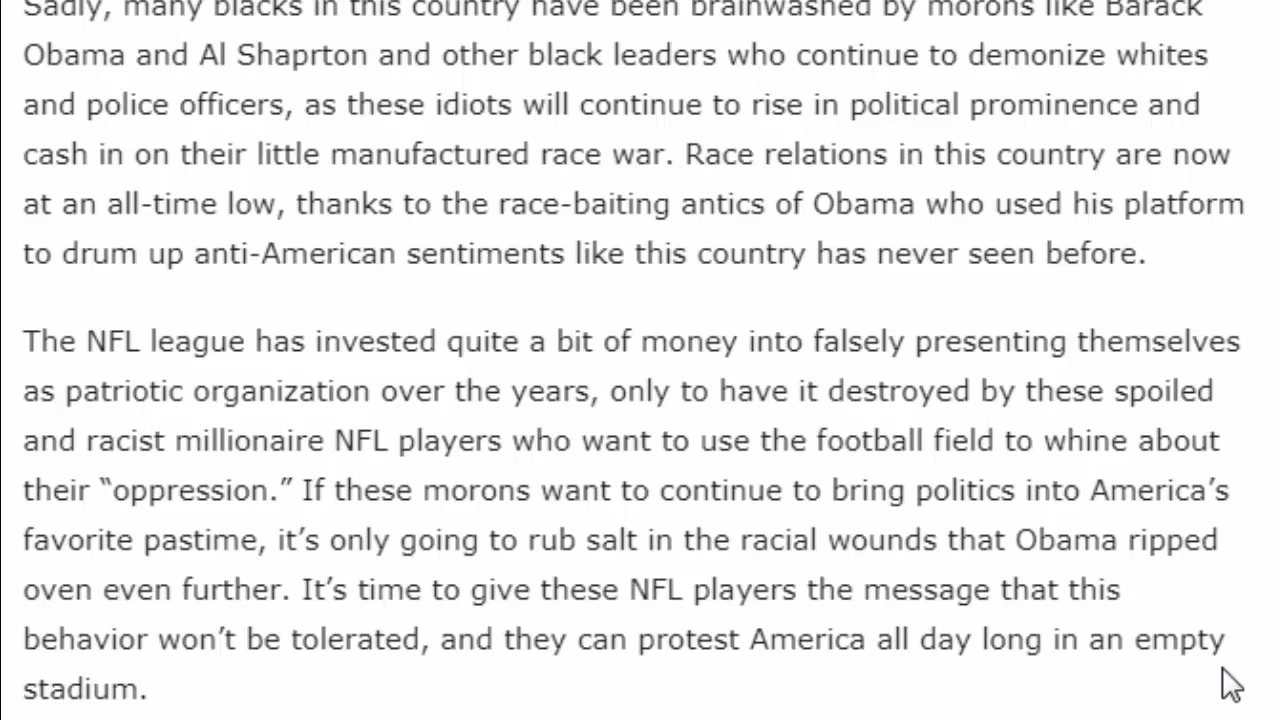 Sadly, many blacks in this country have been brainwashed by morons like Barack
Obama and Al Shaprton and other black leaders who continue to demonize whites
and police officers, as these idiots will continue to rise in political prominence and
cash in on their little manufactured race war. Race relations in this country are now
at an all-time low, thanks to the race-baiting antics of Obama who used his platform
to drum up anti-American sentiments like this country has never seen before.
The NFL league has invested quite a bit of money into falsely presenting themselves
as patriotic organization over the years, only to have it destroyed by these spoiled
and racist millionaire NFL players who want to use the football field to whine about
their “oppression.” If these morons want to continue to bring politics into America’s
favorite pastime, it’s only going to rub salt in the racial wounds that Obama ripped
oven even further. It’s time to give these NFL players the message that this
behavior won’t be tolerated, and they can protest America all day long in an empty
stadium.